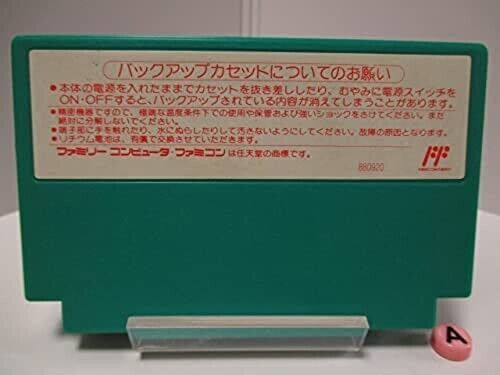 バックアップカセットについてのお願い
●本体の電源を入れたままでカセットを抜き差ししたり、むやみに電源スイッチを
ON・OFFすると、バックアップされている内容が消えてしまうことがあります。
●精密機器ですので、極端な温度条件下での使用や保管および強いショックをさけてください。また
絶対に分解しないでください。
●端子部に手を触れたり、水にぬらしたりして汚さないようにしてください。故障の原因となります。
●リチウム電池は、有償で交換させていただきます。
ファミリー コンピュータ・ファミコンは任天堂の商標です。
880920
A